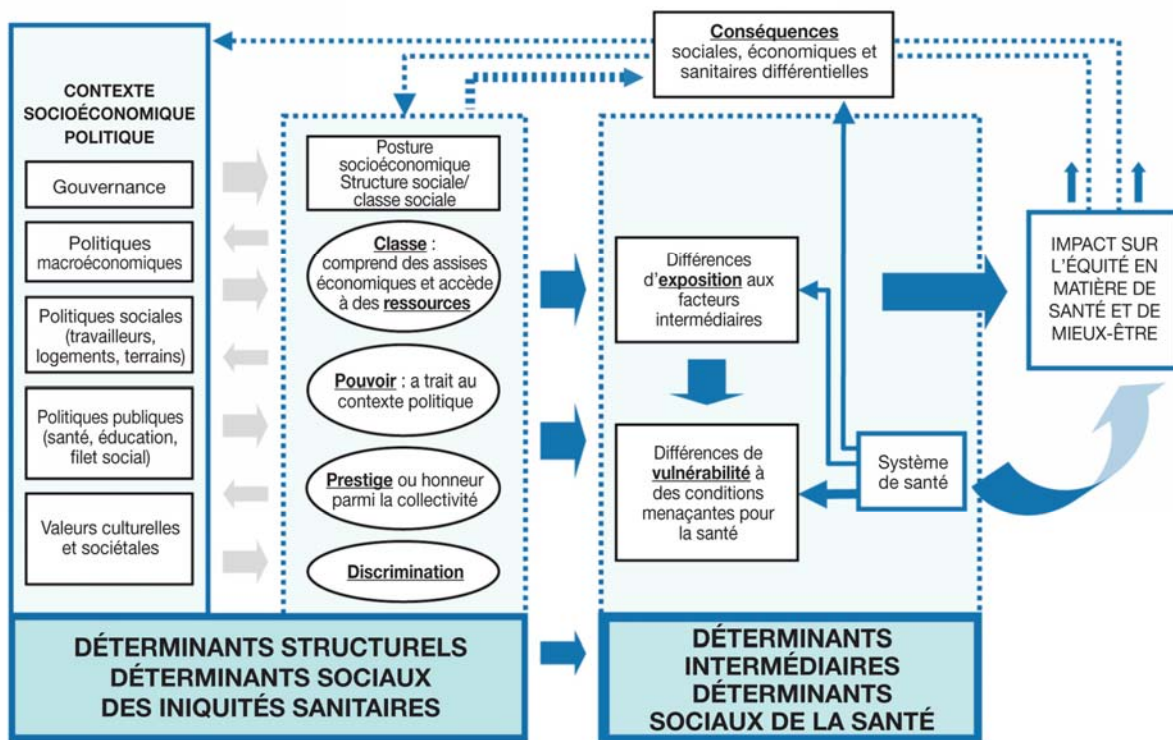 Conséquences
sociales, économiques et
sanitaires différentielles
CONTEXTE
SOCIOÉCONOMIQUE
POLITIQUE
Gouvernance
Politiques
macroéconomiques
Politiques sociales
(travailleurs,
logements, terrains)
Politiques publiques
(santé, éducation,
filet social)
Valeurs culturelles
et sociétales
Posture
socioéconomique
Structure sociale/
classe sociale
Classe :
comprend des assises
économiques et accède
à des ressources
Pouvoir : a trait au
contexte politique
Prestige ou honneur
parmi la collectivité
Discrimination
Différences
d'exposition aux
facteurs
intermédiaires
Différences de
vulnérabilité à
des conditions
menaçantes pour
la santé
Système
de santé
IMPACT SUR
L'ÉQUITÉ EN
MATIÈRE DE
SANTÉ ET DE
MIEUX-ÊTRE
DÉTERMINANTS STRUCTURELS
DÉTERMINANTS SOCIAUX
DES INIQUITÉS SANITAIRES
DÉTERMINANTS
INTERMÉDIAIRES
DÉTERMINANTS
SOCIAUX DE LA SANTÉ